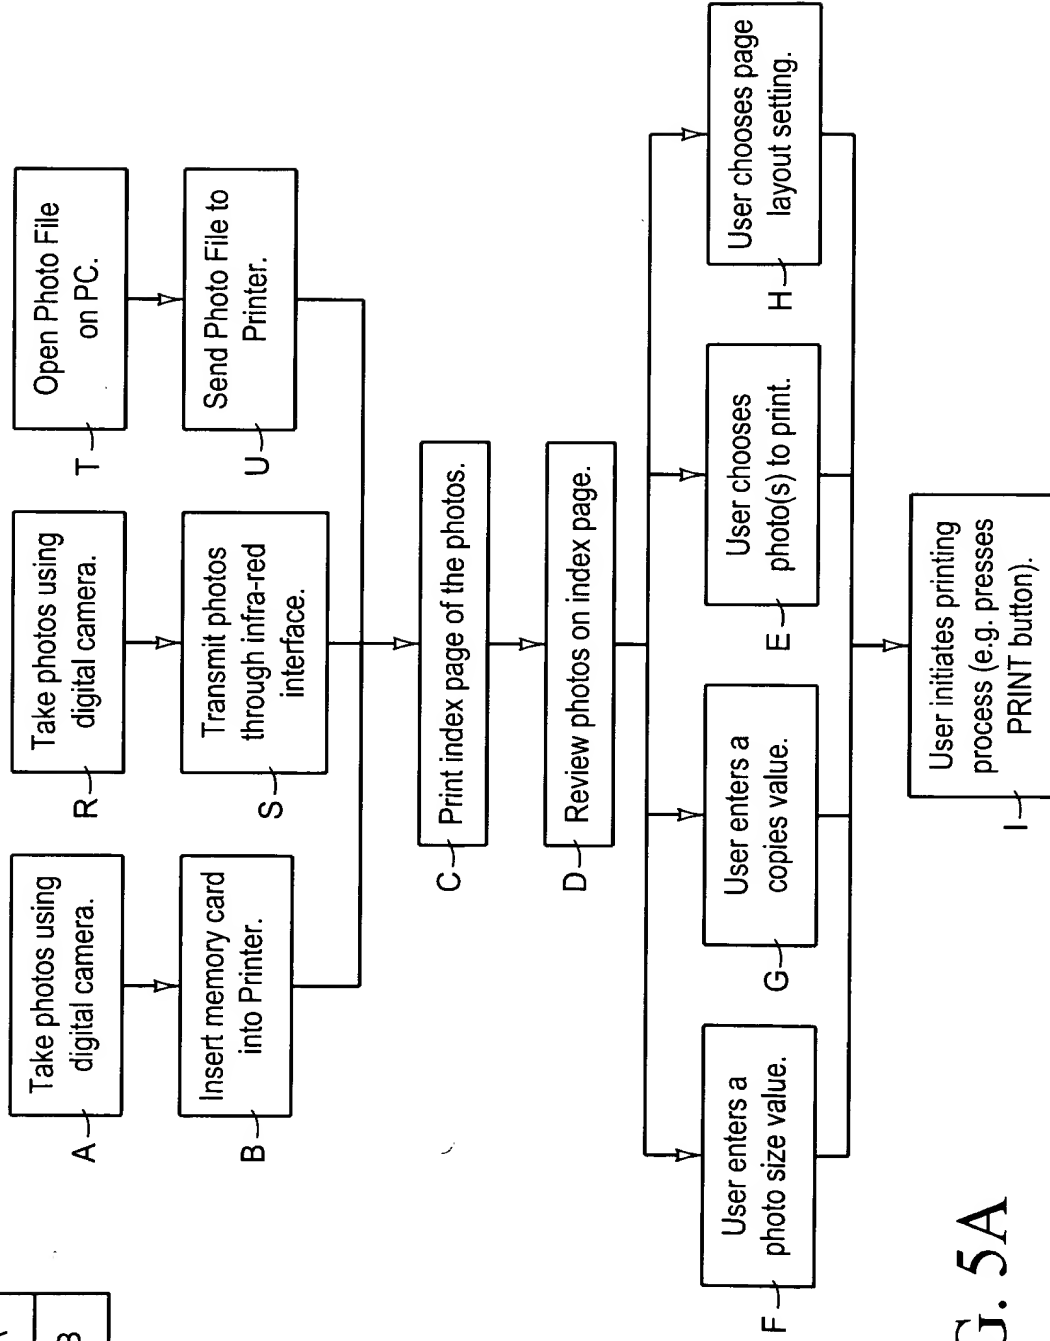 A
Take photos using
digital camera.
B
Insert memory card
into Printer.
R
Take photos using
digital camera.
S
Transmit photos
through infra-red
interface.
T
Open Photo File
on PC.
U
Send Photo File to
Printer.
C
Print index page of the photos.
D
Review photos on index page.
F
User enters a
photo size value.
G
User enters a
copies value.
E
User chooses
photo(s) to print.
H
User chooses page
layout setting.
I
User initiates printing
process (e.g. presses
PRINT button).
G. 5A